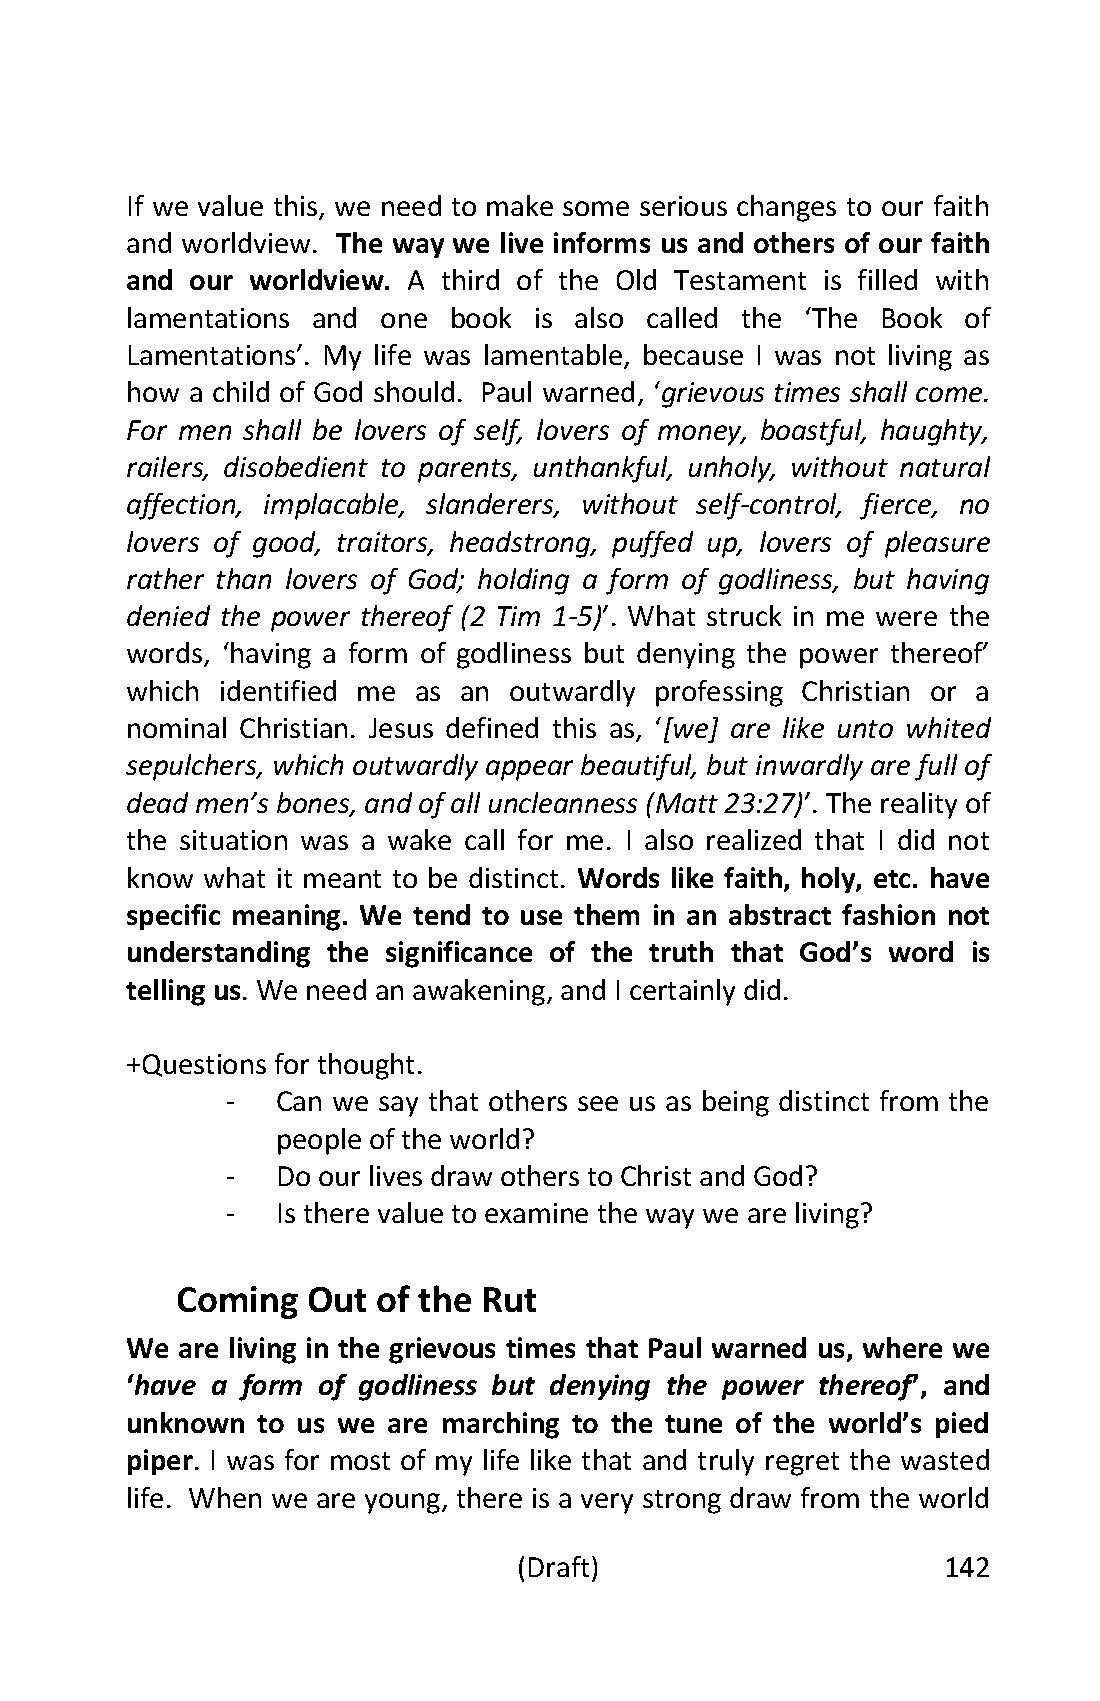 If we value this, we need to make some serious changes to our faith
and worldview.  The way we live informs us and others of our faith
and our worldview. A third of the Old Testament is filled with
lamentations and one book is also called the ‘The Book of
Lamentations’. My life was lamentable, because I was not living as
how a child of God should.  Paul warned, ‘grievous times shall come.
For men shall be lovers of self, lovers of money, boastful, haughty,
railers, disobedient to parents, unthankful, unholy, without natural
affection, implacable, slanderers, without self-control, fierce, no
lovers of good, traitors, headstrong, puffed up, lovers of pleasure
rather than lovers of God; holding a form of godliness, but having
denied the power thereof (2 Tim 1-5)’. What struck in me were the
words, ‘having a form of godliness but denying the power thereof’
which identified me as an outwardly professing Christian or a
nominal Christian. Jesus defined this as, ‘[we] are like unto whited
sepulchers, which outwardly appear beautiful, but inwardly are full of
dead men’s bones, and of all uncleanness (Matt 23:27)’. The reality of
the situation was a wake call for me. I also realized that I did not
know what it meant to be distinct. Words like faith, holy, etc. have
specific meaning. We tend to use them in an abstract fashion not
understanding the significance of the truth that God’s word is
telling us. We need an awakening, and I certainly did.
+Questions for thought.
- Can we say that others see us as being distinct from the
people of the world?
- Do our lives draw others to Christ and God?
- Is there value to examine the way we are living?
Coming Out of the Rut
We are living in the grievous times that Paul warned us, where we
‘have a form of godliness but denying the power thereof’, and
unknown to us we are marching to the tune of the world’s pied
piper. I was for most of my life like that and truly regret the wasted
life.  When we are young, there is a very strong draw from the world
(Draft) 142